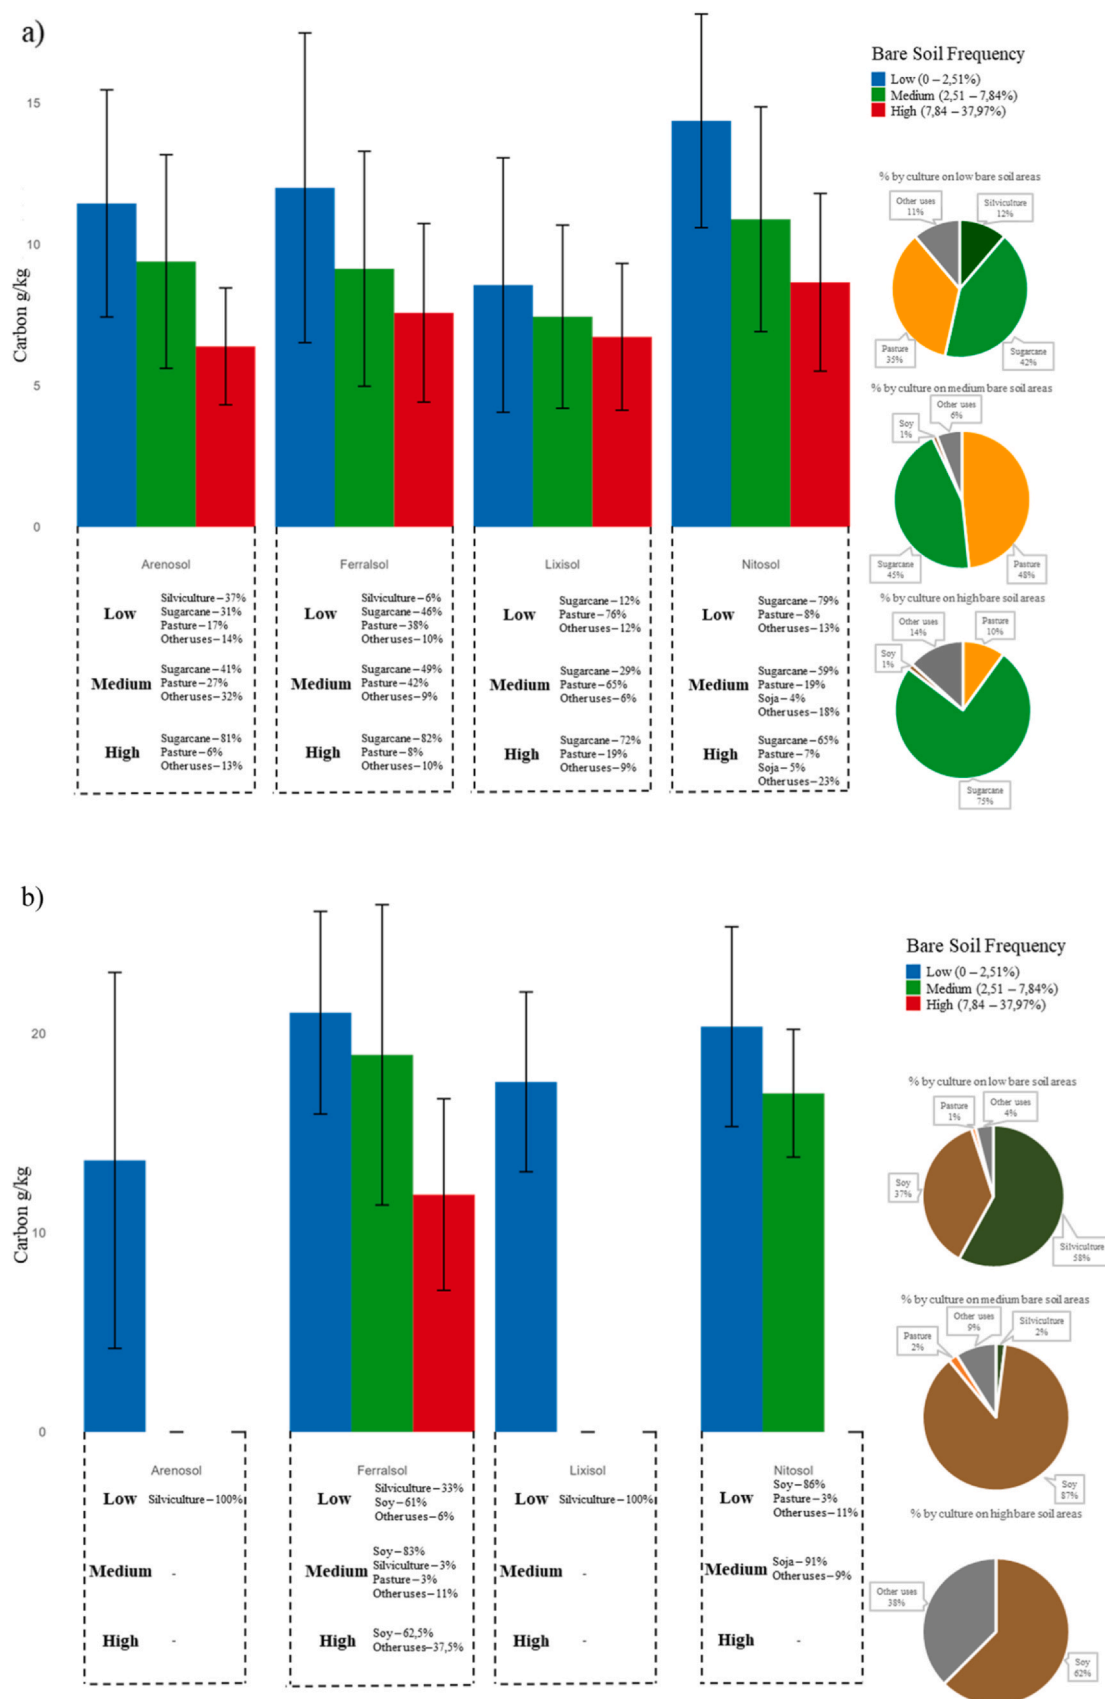 a)
Bare Soil Frequency
Low (0 – 2,51%)
Medium (2,51 – 7,84%)
High (7,84 – 37,97%)
Carbon g/kg
15
10
5
0
% by culture on low bare soil areas
Other uses
11%
Silviculture
12%
Pasture
35%
Sugarcane
42%
% by culture on medium bare soil areas
Other uses
6%
Soy
1%
Sugarcane
45%
Pasture
48%
% by culture on high bare soil areas
Other uses
14%
Pasture
10%
Soy
1%
Sugarcane
75%
Arenosol
Low
Silviculture – 37%
Sugarcane – 31%
Pasture – 17%
Other uses – 14%
Medium
Sugarcane – 41%
Pasture – 27%
Other uses – 32%
High
Sugarcane – 81%
Pasture – 6%
Other uses – 13%
Ferralsol
Low
Silviculture – 6%
Sugarcane – 46%
Pasture – 38%
Other uses – 10%
Medium
Sugarcane – 49%
Pasture – 42%
Other uses – 9%
High
Sugarcane – 82%
Pasture – 8%
Other uses – 10%
Lixisol
Low
Sugarcane – 12%
Pasture – 76%
Other uses – 12%
Medium
Sugarcane – 29%
Pasture – 65%
Other uses – 6%
High
Sugarcane – 72%
Pasture – 19%
Other uses – 9%
Nitosol
Low
Sugarcane – 79%
Pasture – 8%
Other uses – 13%
Medium
Sugarcane – 59%
Pasture – 19%
Soja – 4%
Other uses – 18%
High
Sugarcane – 65%
Pasture – 7%
Soja – 5%
Other uses – 23%
b)
Bare Soil Frequency
Low (0 – 2,51%)
Medium (2,51 – 7,84%)
High (7,84 – 37,97%)
Carbon g/kg
20
10
0
% by culture on low bare soil areas
Pasture
1%
Other uses
4%
Soy
37%
Silviculture
58%
% by culture on medium bare soil areas
Other uses
9%
Silviculture
2%
Pasture
2%
Soy
87%
% by culture on high bare soil areas
Other uses
38%
Soy
62%
Arenosol
Low
Silviculture – 100%
Medium
-
High
-
Ferralsol
Low
Silviculture – 33%
Soy – 61%
Other uses – 6%
Medium
Soy – 83%
Silviculture – 3%
Pasture – 3%
Other uses – 11%
High
Soy – 62,5%
Other uses – 37,5%
Lixisol
Low
Silviculture – 100%
Medium
-
High
-
Nitosol
Low
Soy – 86%
Pasture – 3%
Other uses – 11%
Medium
Soja – 91%
Other uses – 9%
High
-